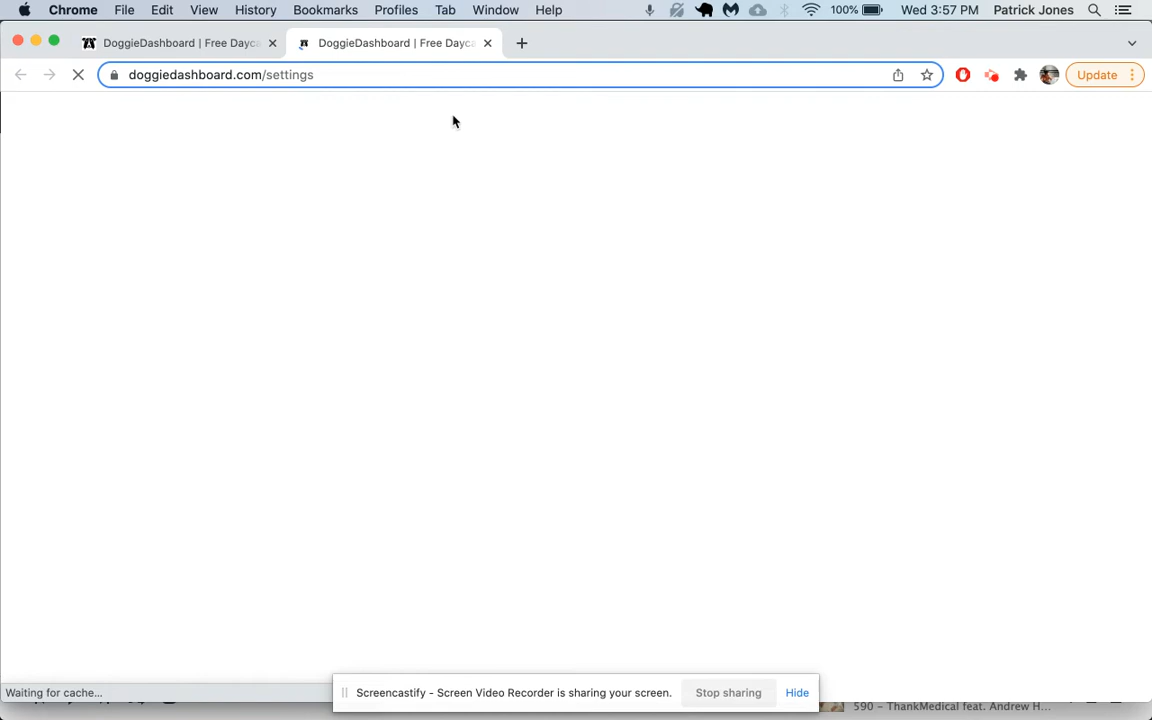 Chrome File Edit View History Bookmarks Profiles Tab Window Help 100% Wed 3:57 PM Patrick Jones
DoggieDashboard | Free Dayca DoggieDashboard | Free Dayca
doggiedashboard.com/settings Update
Waiting for cache...
Screencastify - Screen Video Recorder is sharing your screen. Stop sharing Hide
590 – ThankMedical feat. Andrew H...